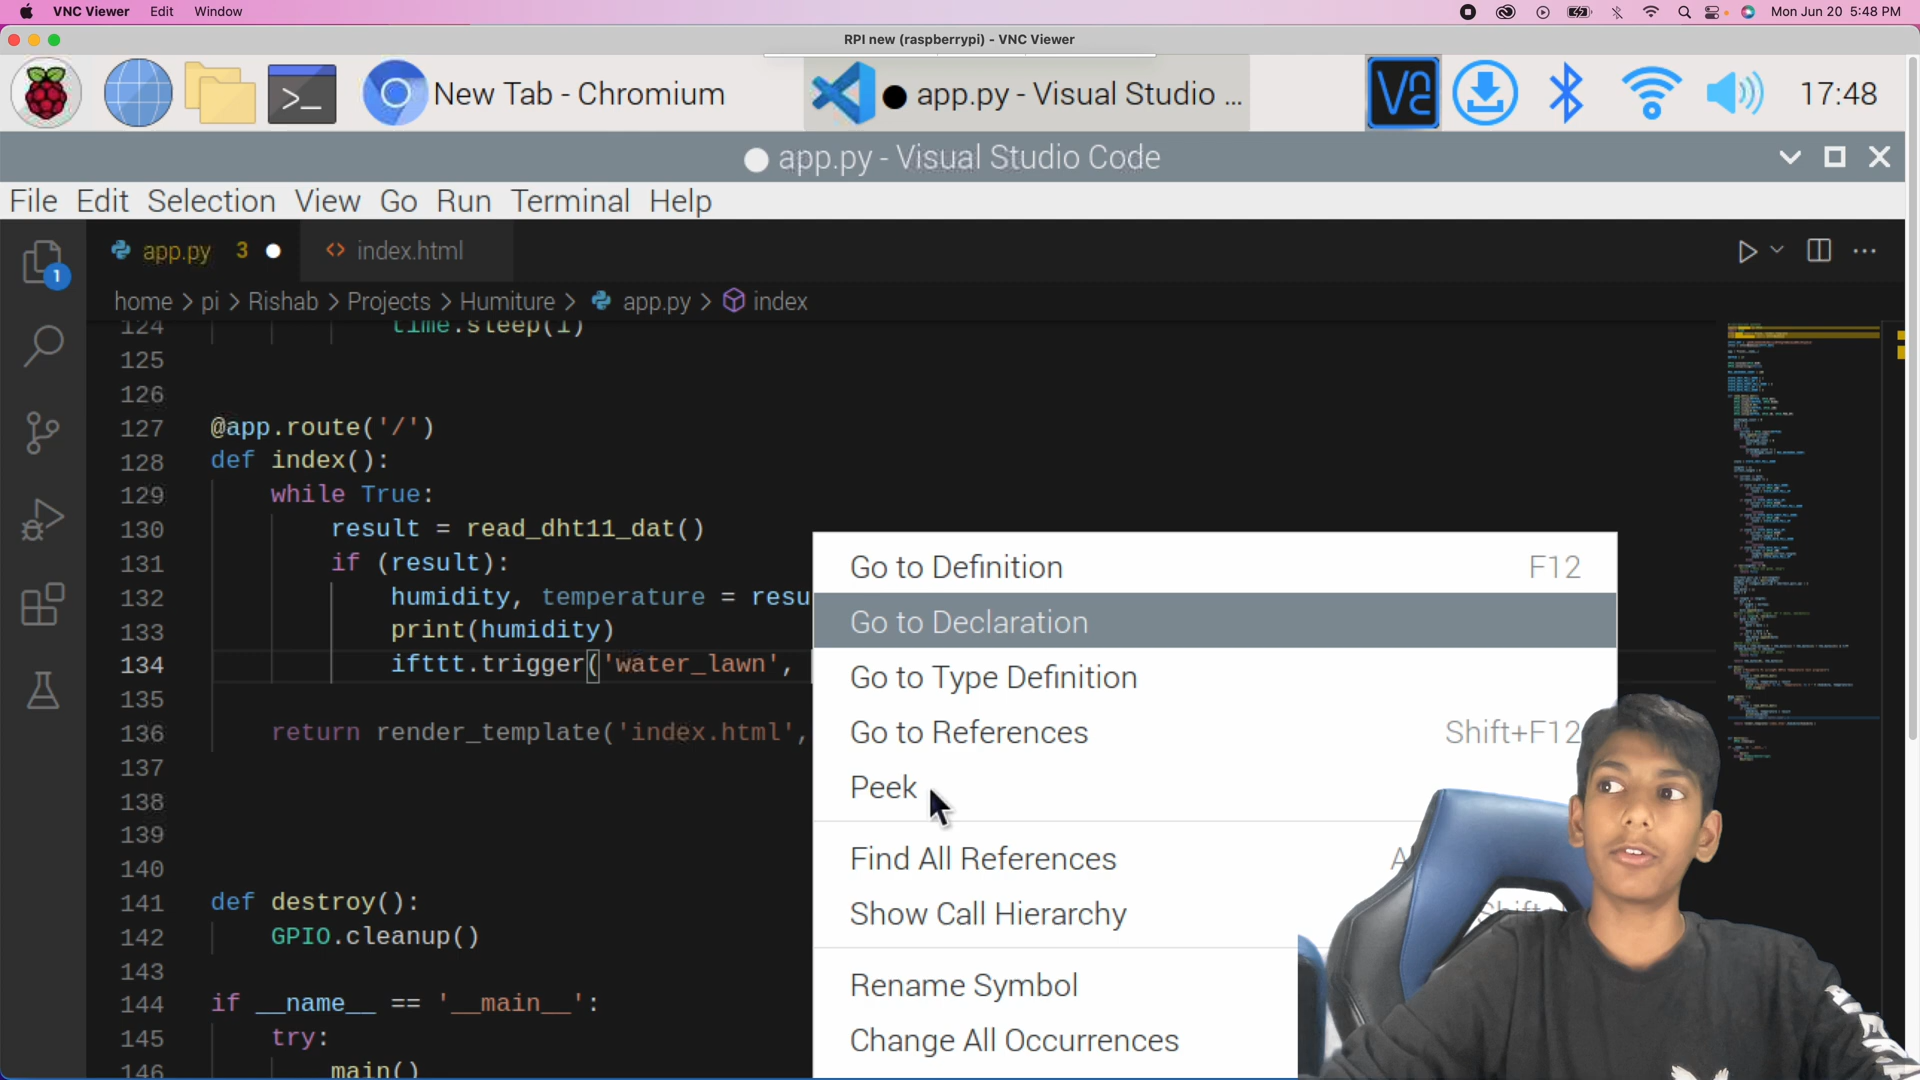 VNC Viewer Edit Window Mon Jun 20 5:48 PM
RPI new (raspberrypi) - VNC Viewer
New Tab - Chromium ● app.py - Visual Studio ... 17:48
● app.py - Visual Studio Code
File Edit Selection View Go Run Terminal Help
app.py 3 ● index.html
1
home > pi > Rishab > Projects > Humiture > app.py > index
124 time.sleep(1)
125
126
127 @app.route('/')
128 def index():
129 while True:
130 result = read_dht11_dat()
131 if (result):
132 humidity, temperature = resu
133 print(humidity)
134 ifttt.trigger('water_lawn',
135
136 return render_template('index.html',
137
138
139
140
141 def destroy():
142 GPIO.cleanup()
143
144 if __name__ == '__main__':
145 try:
146 main()
Go to Definition F12
Go to Declaration
Go to Type Definition
Go to References Shift+F12
Peek
Find All References A
Show Call Hierarchy Shift+
Rename Symbol
Change All Occurrences